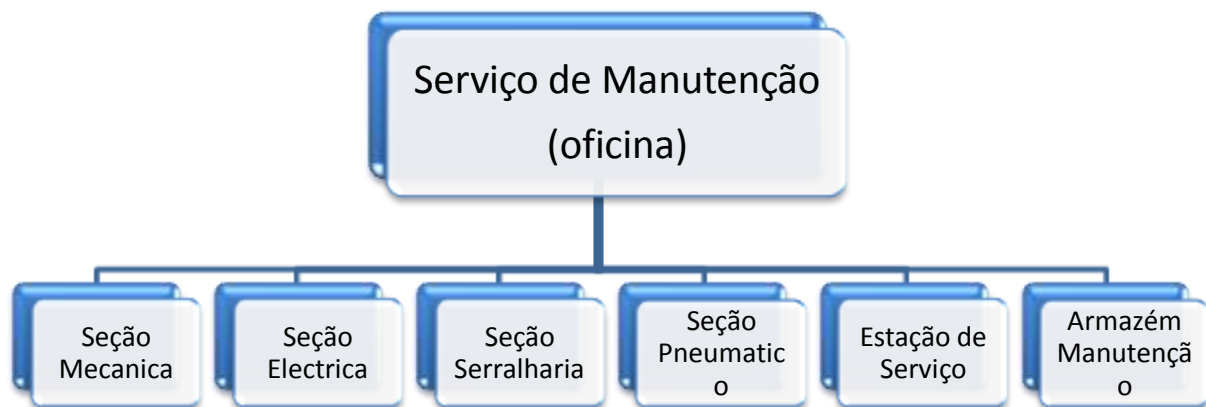 Serviço de Manutenção
(oficina)
Seção
Mecanica
Seção
Electrica
Seção
Serralharia
Seção
Pneumatic
o
Estação de
Serviço
Armazém
Manutençã
o